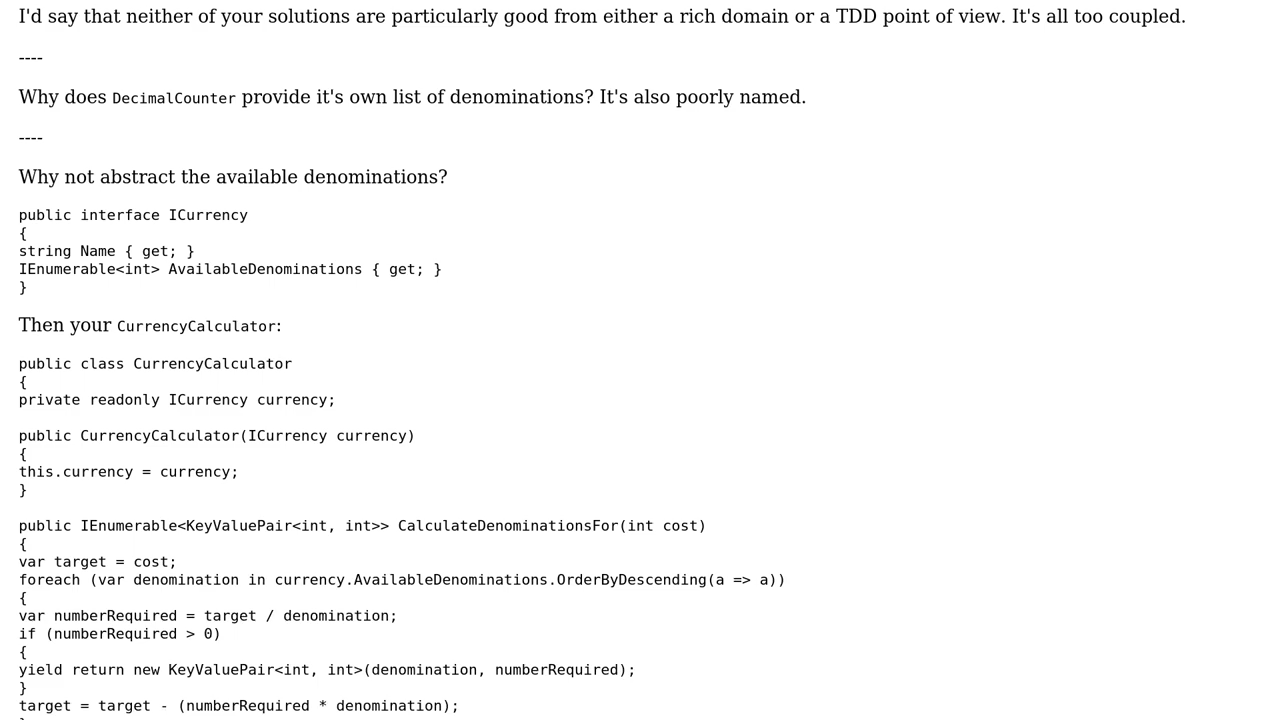 I'd say that neither of your solutions are particularly good from either a rich domain or a TDD point of view. It's all too coupled.
----
Why does DecimalCounter provide it's own list of denominations? It's also poorly named.
----
Why not abstract the available denominations?
public interface ICurrency
{
string Name { get; }
IEnumerable<int> AvailableDenominations { get; }
}
Then your CurrencyCalculator:
public class CurrencyCalculator
{
private readonly ICurrency currency;
public CurrencyCalculator(ICurrency currency)
{
this.currency = currency;
}
public IEnumerable<KeyValuePair<int, int>> CalculateDenominationsFor(int cost)
{
var target = cost;
foreach (var denomination in currency.AvailableDenominations.OrderByDescending(a => a))
{
var numberRequired = target / denomination;
if (numberRequired > 0)
{
yield return new KeyValuePair<int, int>(denomination, numberRequired);
}
target = target - (numberRequired * denomination);
}